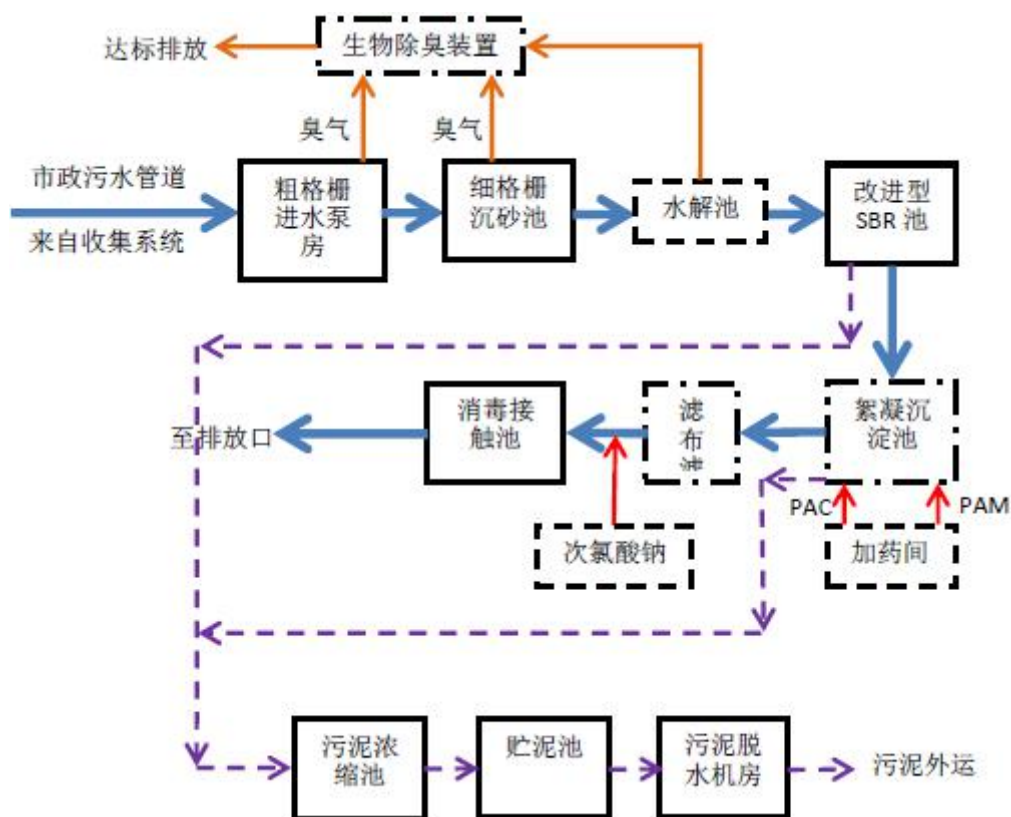 达标排放
生物除臭装置
臭气
臭气
市政污水管道
来自收集系统
粗格栅
进水泵
房
细格栅
沉砂池
水解池
改进型
SBR 池
至排放口
消毒接
触池
滤
布
絮凝沉
淀池
PAC
PAM
次氯酸钠
加药间
污泥浓
缩池
贮泥池
污泥脱
水机房
污泥外运